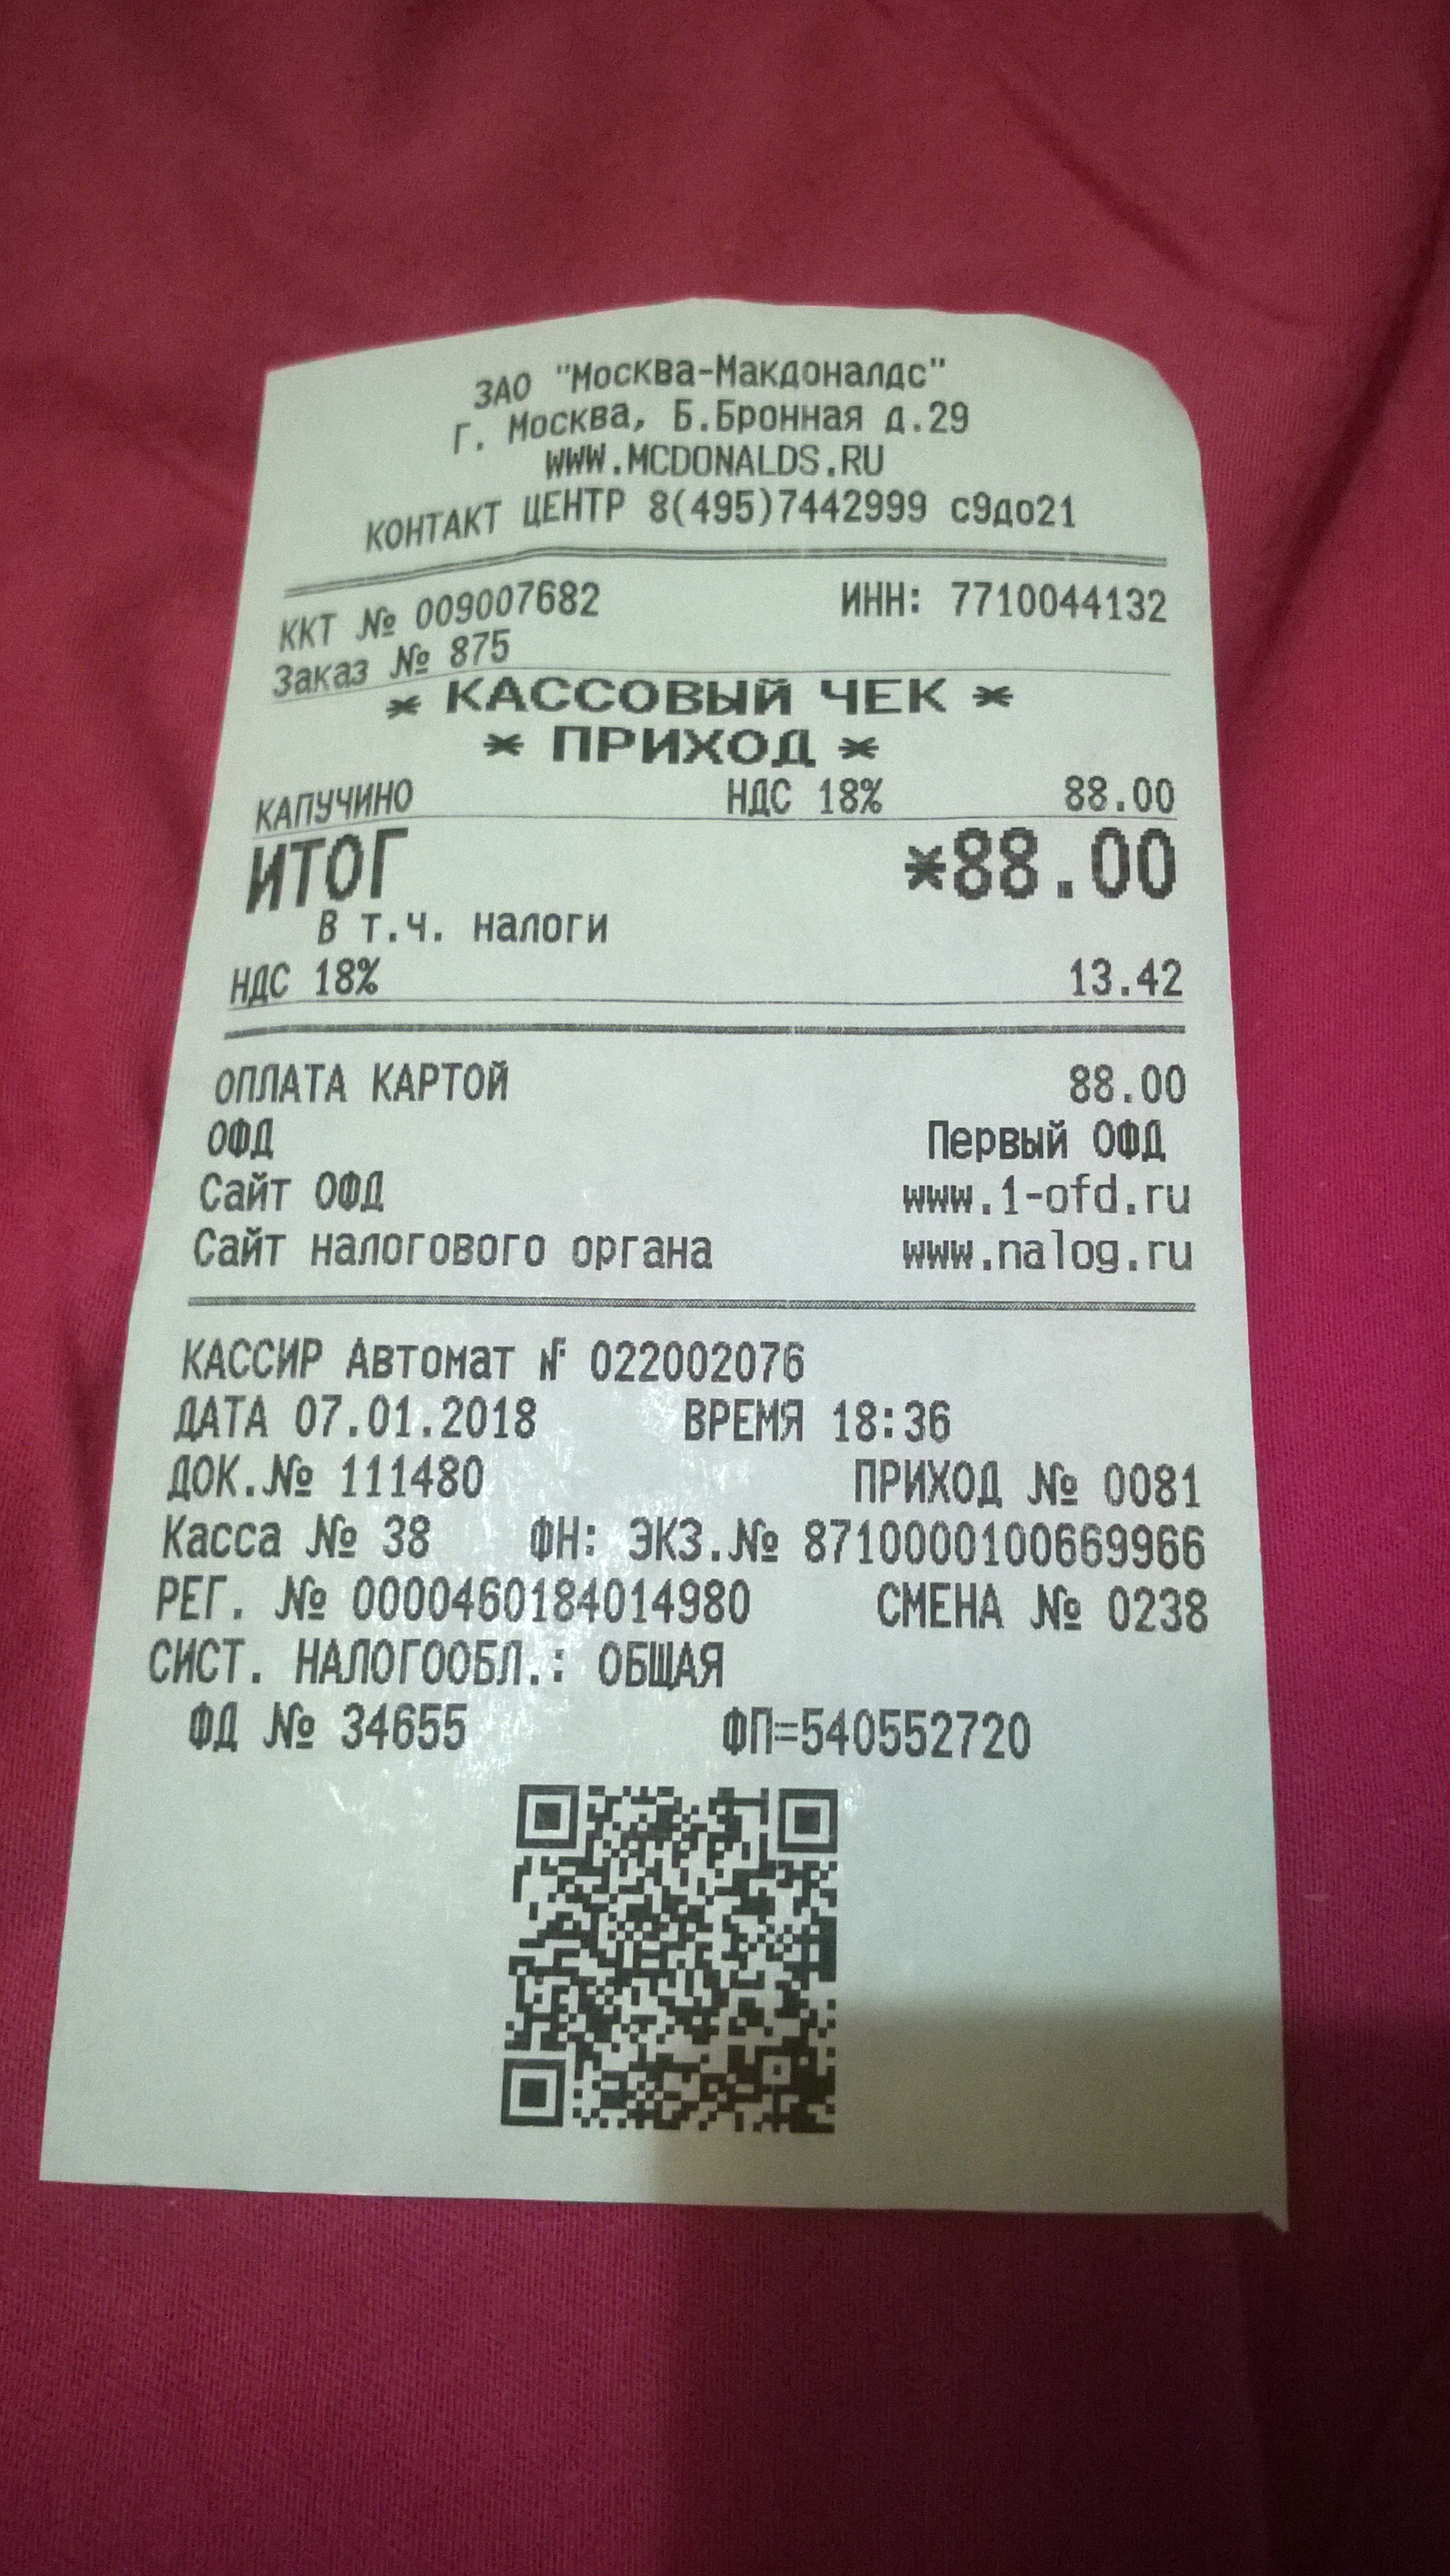 ЗАО "Москва-Макдоналдс"
Г. Москва, Б.Бронная д.29
WWW.MCDONALDS.RU
КОНТАКТ ЦЕНТР 8(495)7442999 с9до21
ККТ № 009007682 ИНН: 7710044132
Заказ № 875
* КАССОВЫЙ ЧЕК *
* ПРИХОД *
КАПУЧИНО НДС 18% 88.00
ИТОГ *88.00
В т.ч. налоги
НДС 18% 13.42
ОПЛАТА КАРТОЙ 88.00
ОФД Первый ОФД
Сайт ОФД www.1-ofd.ru
Сайт налогового органа www.nalog.ru
КАССИР Автомат № 022002076
ДАТА 07.01.2018 ВРЕМЯ 18:36
ДОК.№ 111480 ПРИХОД № 0081
Касса № 38 ФН: ЭКЗ.№ 8710000100669966
РЕГ. № 0000460184014980 СМЕНА № 0238
СИСТ. НАЛОГООБЛ.: ОБЩАЯ
ФД № 34655 ФП=540552720